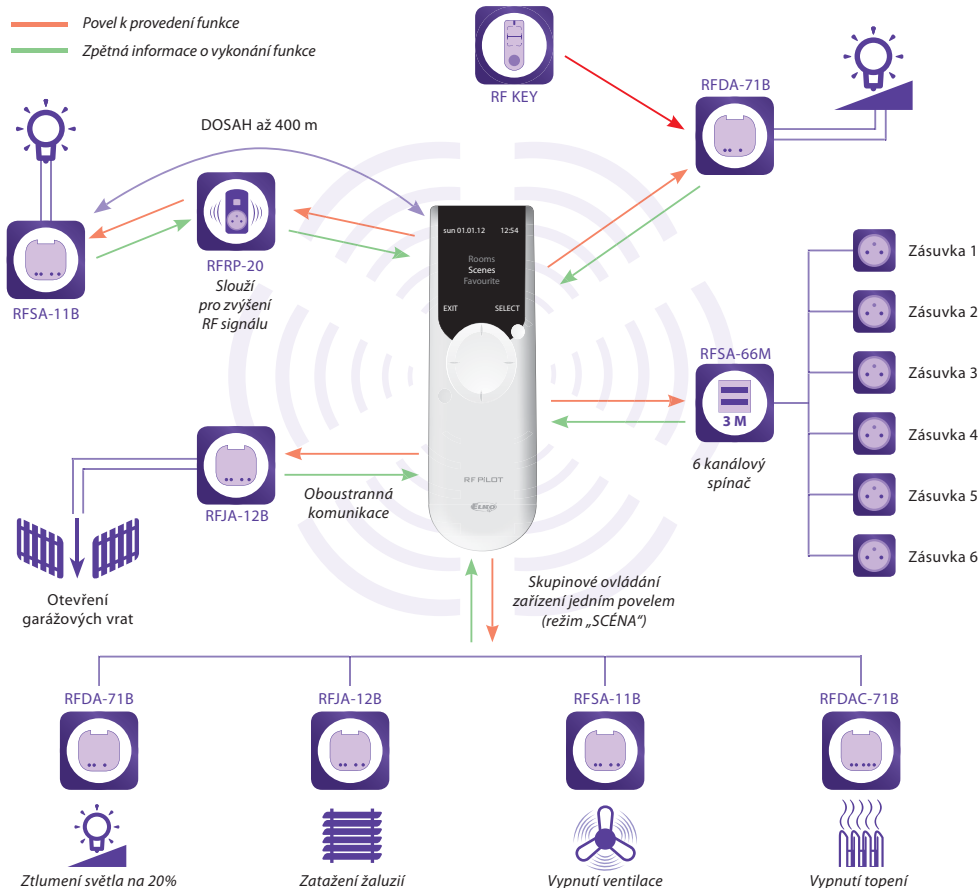 Povel k provedení funkce
Zpětná informace o vykonání funkce
RF KEY
RFDA-71B
DOSAH až 400 m
RFSA-11B
RFRP-20
Slouží
pro zvýšení
RF signálu
sun 01.01.12 12:54
Rooms
Scenes
Favourite
EXIT SELECT
RF PILOT
ELKO
RFSA-66M
3 M
6 kanálový
spínač
Zásuvka 1
Zásuvka 2
Zásuvka 3
Zásuvka 4
Zásuvka 5
Zásuvka 6
RFJA-12B
Oboustranná
komunikace
Otevření
garážových vrat
Skupinové ovládání
zařízení jedním povelem
(režim „SCÉNA“)
RFDA-71B
RFJA-12B
RFSA-11B
RFDAC-71B
Ztlumení světla na 20%
Zatažení žaluzií
Vypnutí ventilace
Vypnutí topení